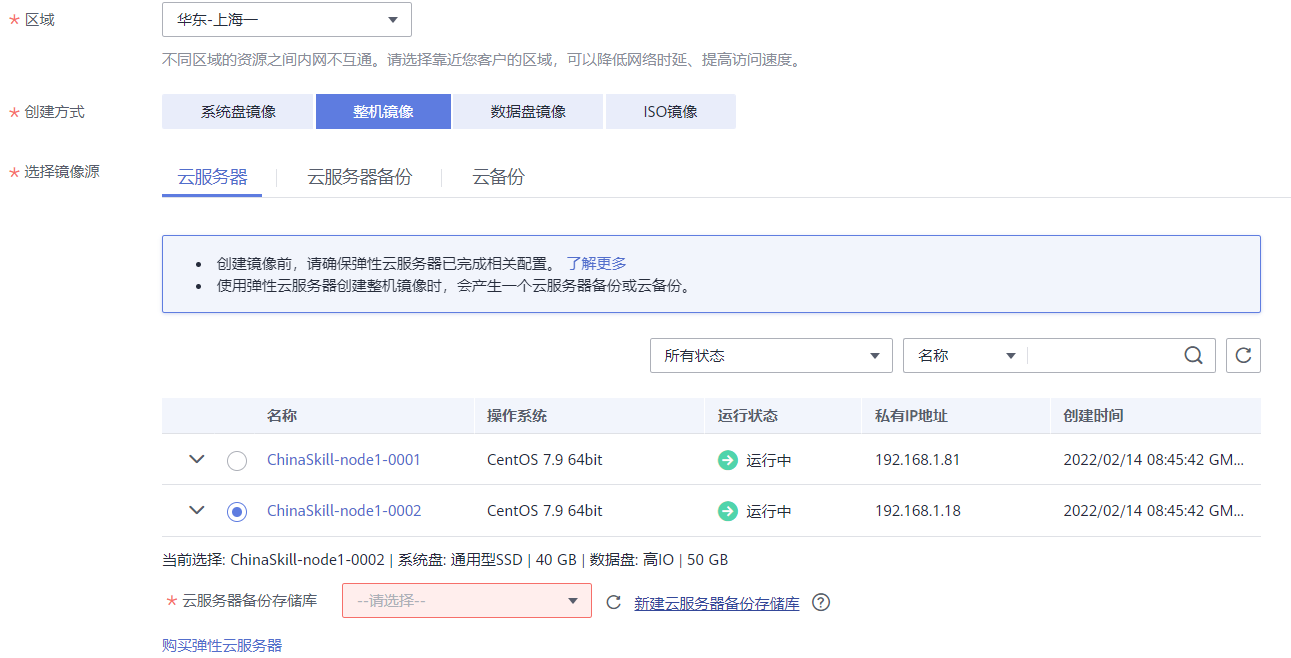 * 区域
华东-上海一
不同区域的资源之间内网不互通。请选择靠近您客户的区域，可以降低网络时延、提高访问速度。
* 创建方式
系统盘镜像 整机镜像 数据盘镜像 ISO镜像
* 选择镜像源
云服务器 云服务器备份 云备份
• 创建镜像前，请确保弹性云服务器已完成相关配置。 了解更多
• 使用弹性云服务器创建整机镜像时，会产生一个云服务器备份或云备份。
所有状态 名称
名称 操作系统 运行状态 私有IP地址 创建时间
ChinaSkill-node1-0001 CentOS 7.9 64bit 运行中 192.168.1.81 2022/02/14 08:45:42 GM...
ChinaSkill-node1-0002 CentOS 7.9 64bit 运行中 192.168.1.18 2022/02/14 08:45:42 GM...
当前选择: ChinaSkill-node1-0002 | 系统盘: 通用型SSD | 40 GB | 数据盘: 高IO | 50 GB
* 云服务器备份存储库 --请选择-- 新建云服务器备份存储库 ?
购买弹性云服务器